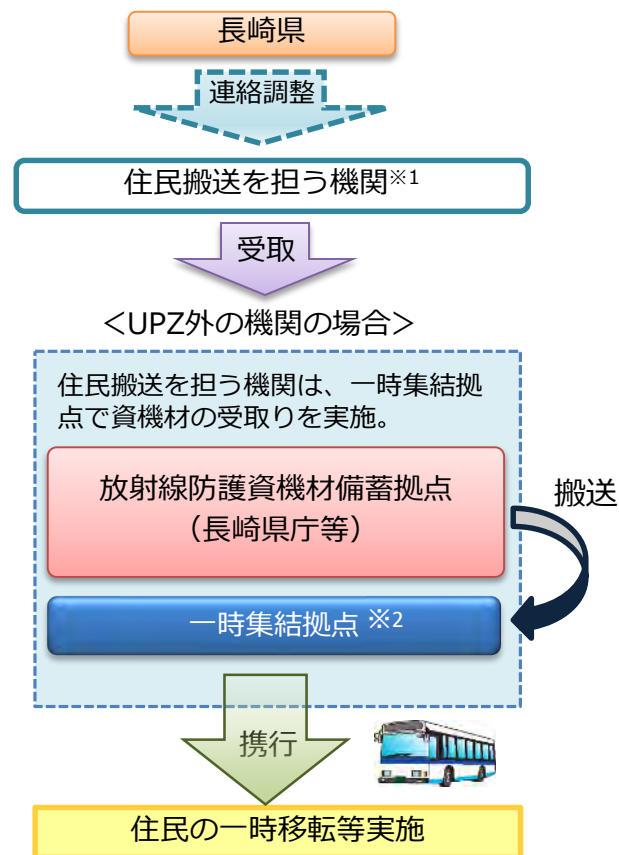 長崎県
連絡調整
住民搬送を担う機関※1
受取
＜UPZ外の機関の場合＞
住民搬送を担う機関は、一時集結拠
点で資機材の受取りを実施。
放射線防護資機材備蓄拠点
（長崎県庁等）
搬送
一時集結拠点 ※2
携行
住民の一時移転等実施